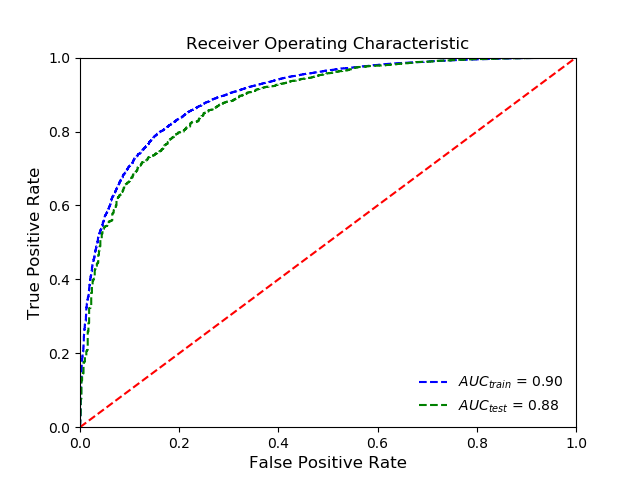 Receiver Operating Characteristic
True Positive Rate
1.0
0.8
0.6
0.4
0.2
0.0
AUC_train = 0.90
AUC_test = 0.88
0.0 0.2 0.4 0.6 0.8 1.0
False Positive Rate